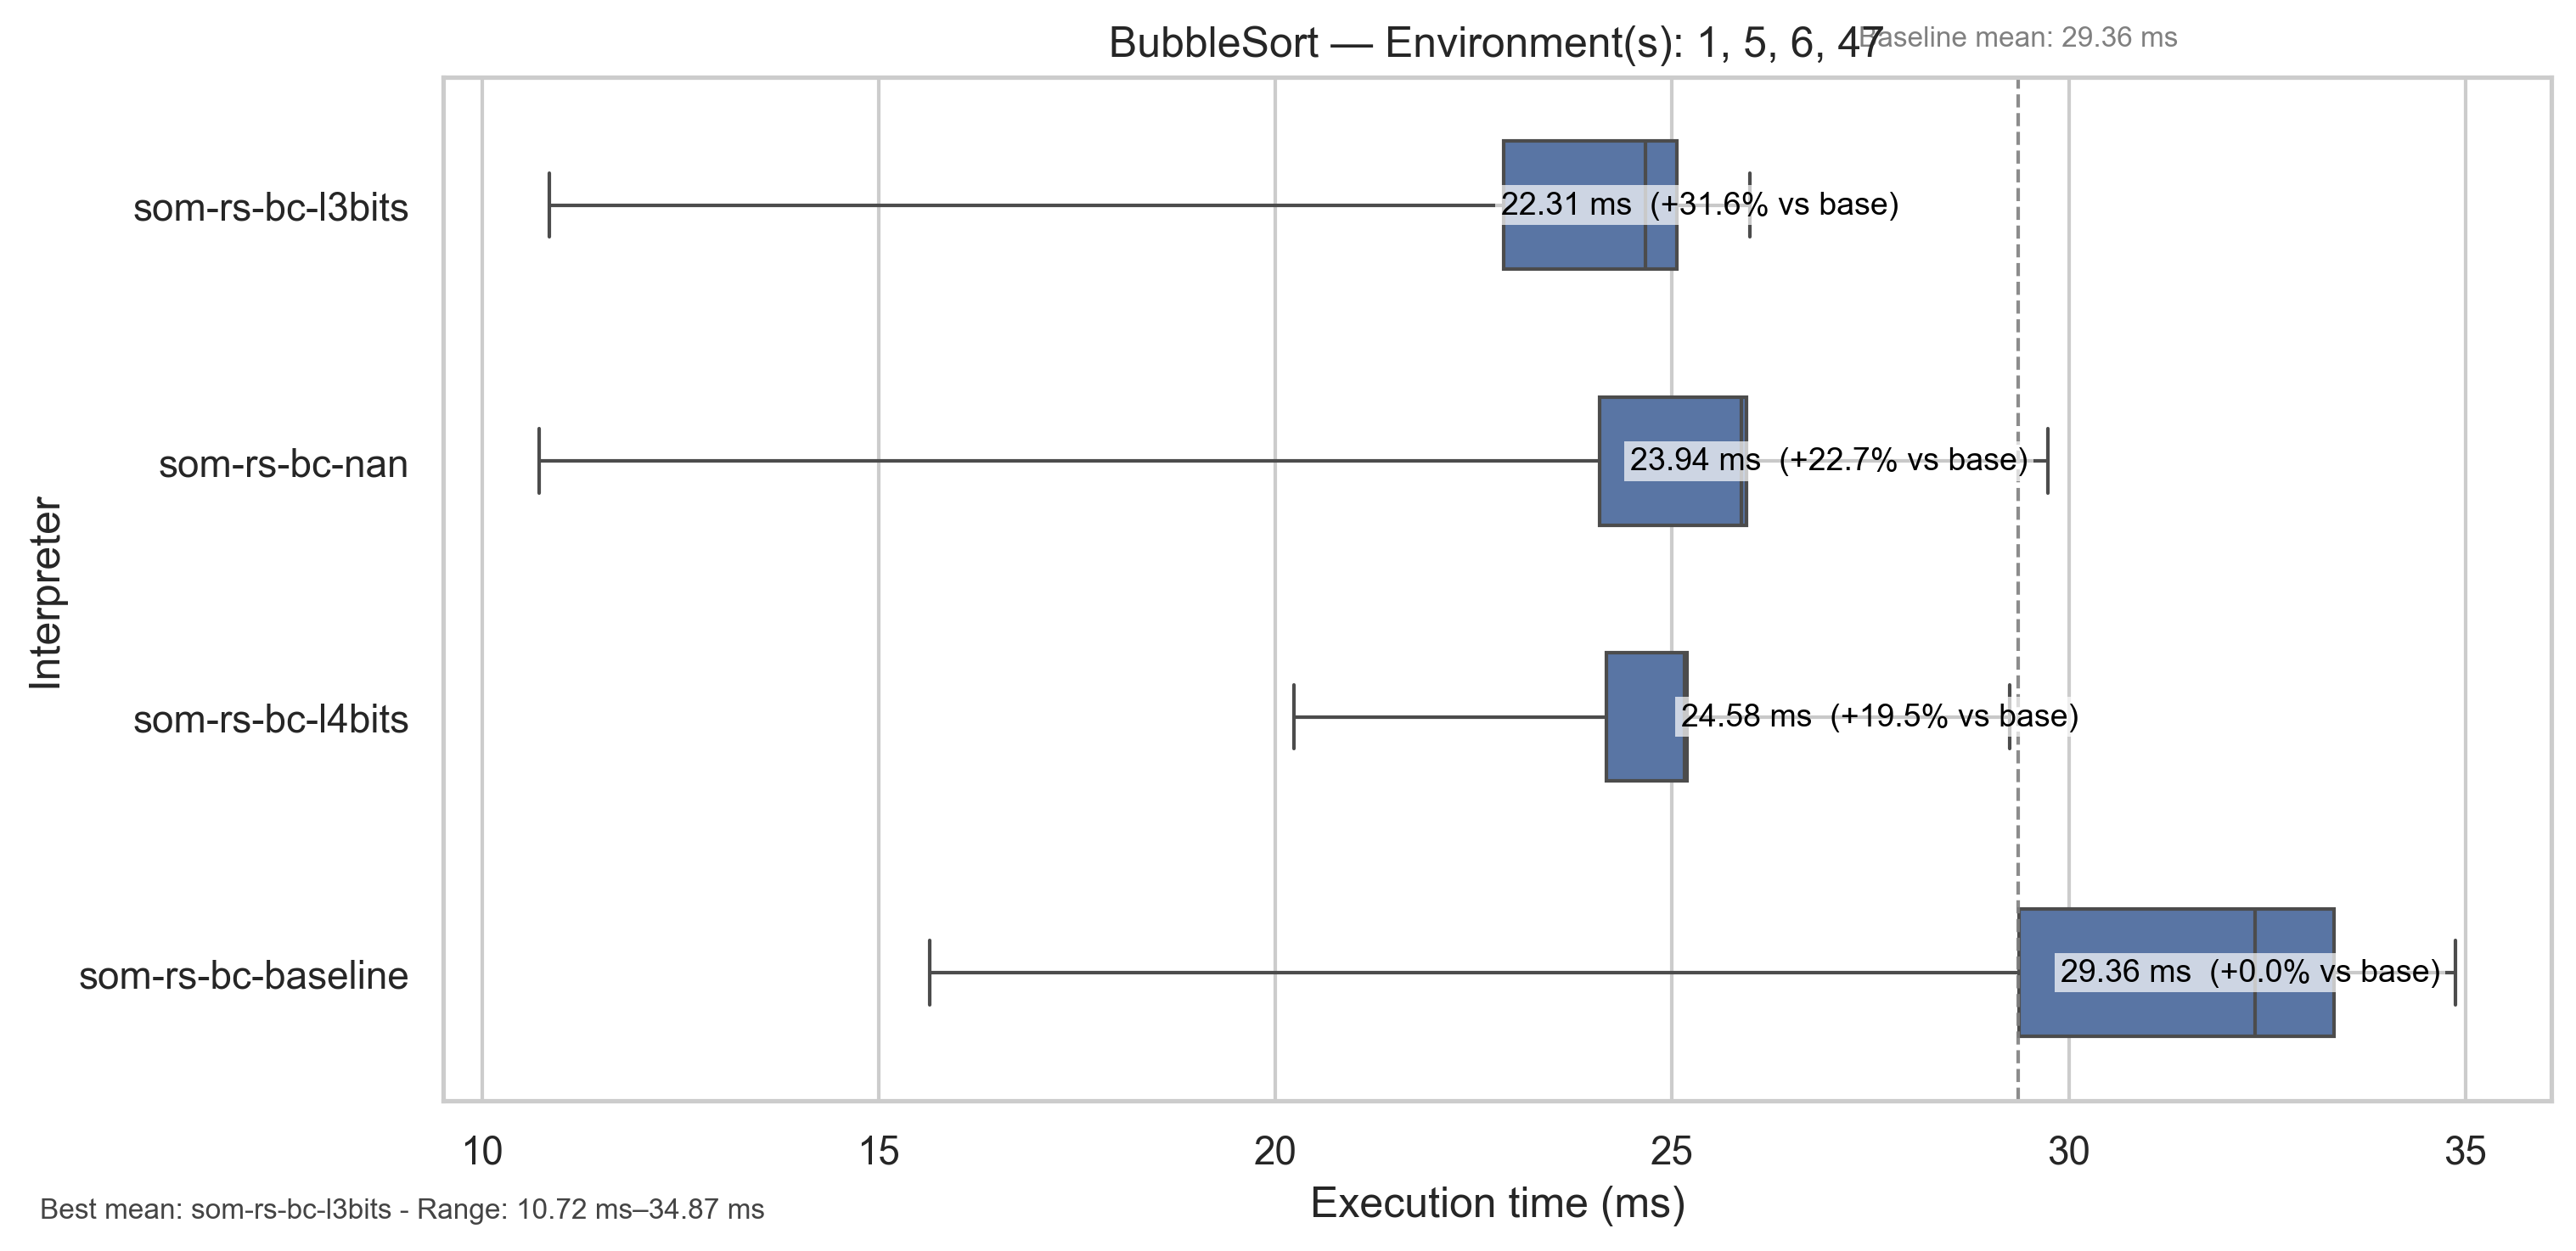 BubbleSort — Environment(s): 1, 5, 6, 47
Baseline mean: 29.36 ms
Interpreter
som-rs-bc-l3bits
22.31 ms (+31.6% vs base)
som-rs-bc-nan
23.94 ms (+22.7% vs base)
som-rs-bc-l4bits
24.58 ms (+19.5% vs base)
som-rs-bc-baseline
29.36 ms (+0.0% vs base)
10 15 20 25 30 35
Execution time (ms)
Best mean: som-rs-bc-l3bits - Range: 10.72 ms–34.87 ms